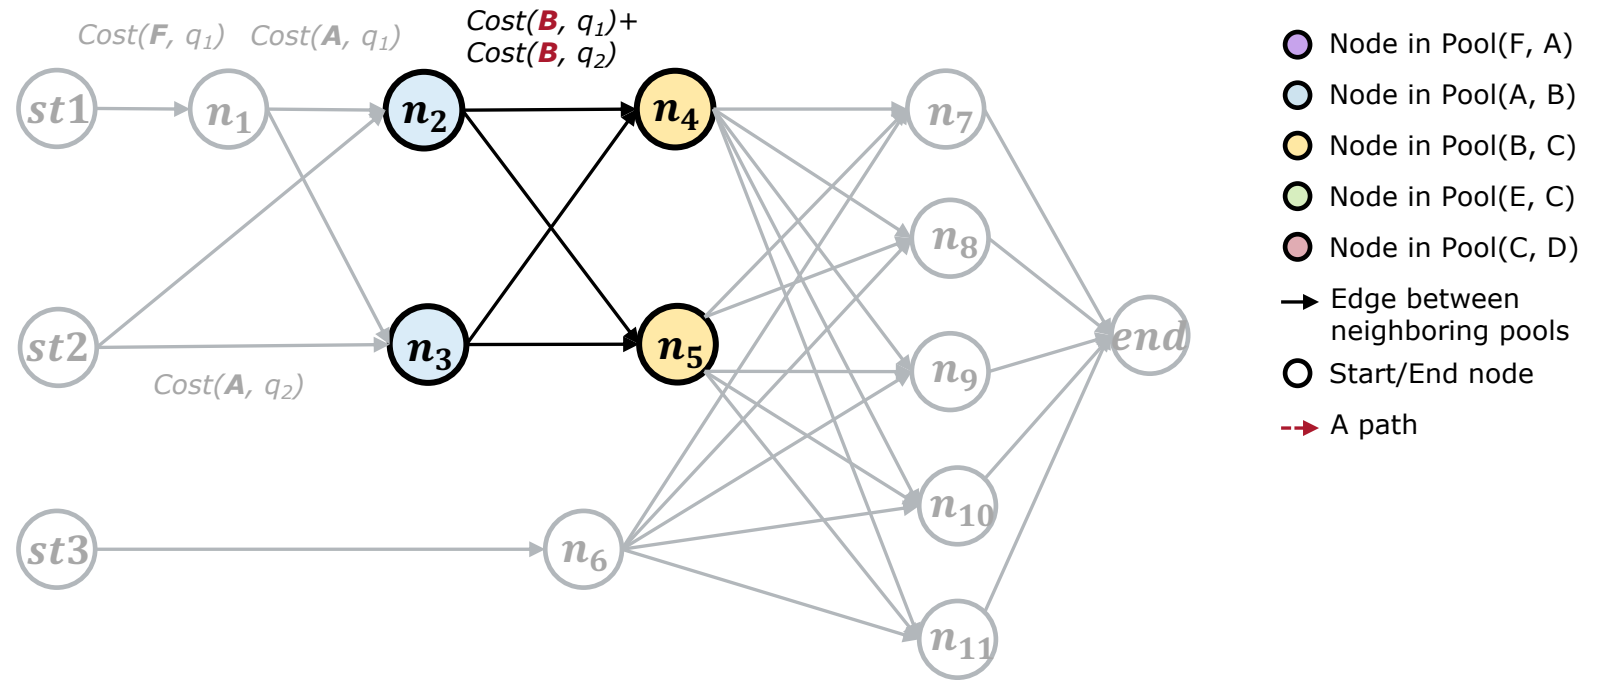 Cost(F, q1) Cost(A, q1)
Cost(B, q1)+
Cost(B, q2)
st1
n1
n2
n4
n7
n8
st2
n3
n5
n9
end
Cost(A, q2)
n10
st3
n6
n11
Node in Pool(F, A)
Node in Pool(A, B)
Node in Pool(B, C)
Node in Pool(E, C)
Node in Pool(C, D)
Edge between
neighboring pools
Start/End node
A path